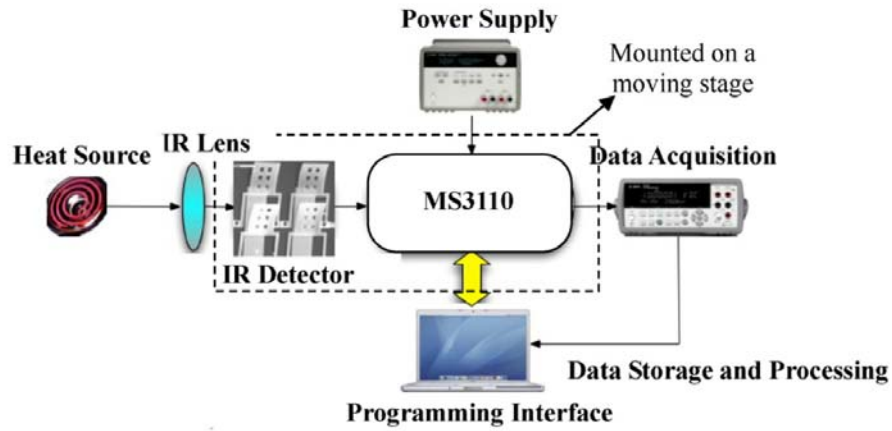 Power Supply
Mounted on a
moving stage
Heat Source
IR Lens
Data Acquisition
MS3110
IR Detector
Data Storage and Processing
Programming Interface